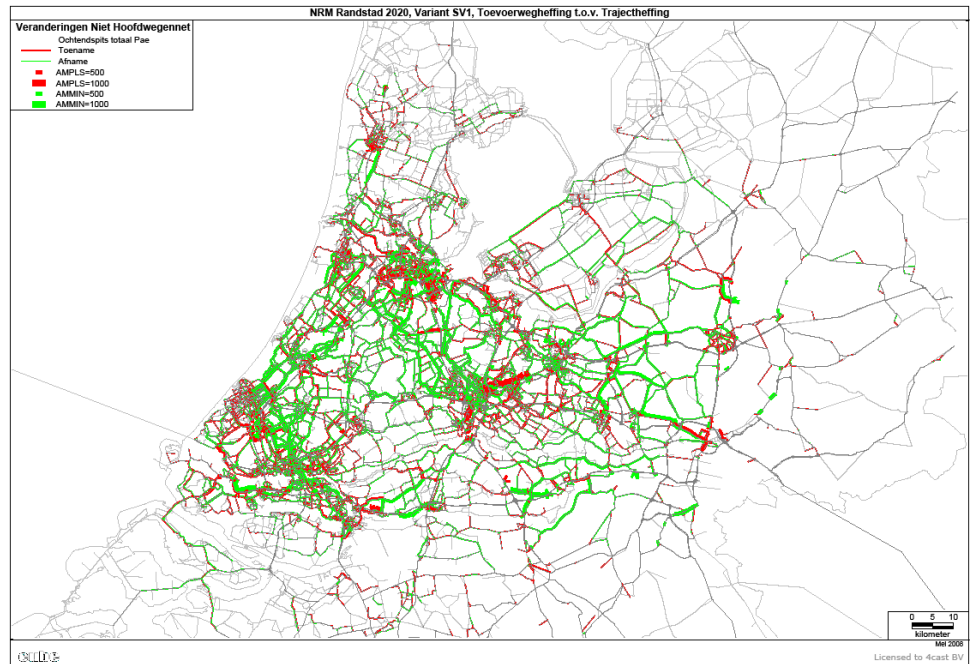 NRM Randstad 2020, Variant SV1, Toevoerwegheffing t.o.v. Trajectheffing
Veranderingen Niet Hoofdwegennet
Ochtendspits totaal Pae
Toename
Afname
AMPLS=500
AMPLS=1000
AMMIN=500
AMMIN=1000
0 5 10
kilometer
Mei 2008
cube
Licensed to 4cast BV